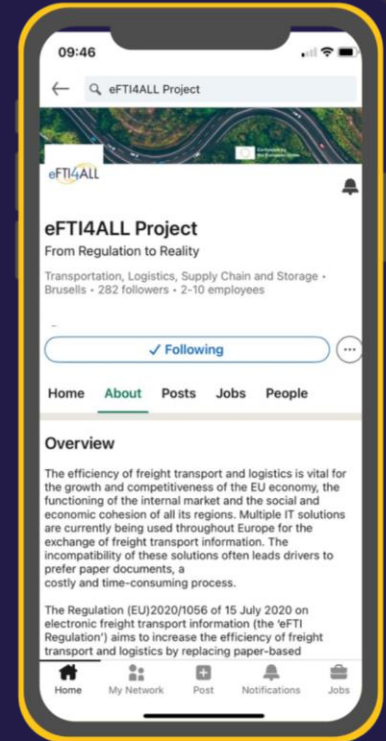 09:46
eFTI4ALL Project
Co-funded by
the European Union
eFTI4ALL
eFTI4ALL Project
From Regulation to Reality
Transportation, Logistics, Supply Chain and Storage •
Brusells • 282 followers • 2-10 employees
✓ Following
Home About Posts Jobs People
Overview
The efficiency of freight transport and logistics is vital for
the growth and competitiveness of the EU economy, the
functioning of the internal market and the social and
economic cohesion of all its regions. Multiple IT solutions
are currently being used throughout Europe for the
exchange of freight transport information. The
incompatibility of these solutions often leads drivers to
prefer paper documents, a
costly and time-consuming process.
The Regulation (EU)2020/1056 of 15 July 2020 on
electronic freight transport information (the ‘eFTI
Regulation’) aims to increase the efficiency of freight
transport and logistics by replacing paper-based
Home My Network Post Notifications Jobs